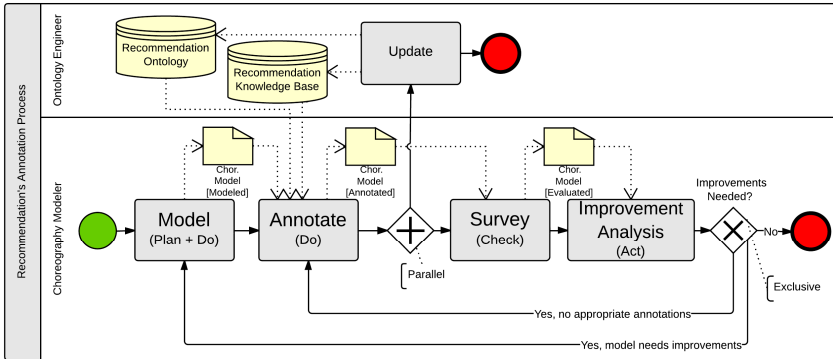 Recommendation's Annotation Process
Ontology Engineer
Recommendation
Ontology
Recommendation
Knowledge Base
Update
Choreography Modeler
Chor.
Model
[Modeled]
Chor.
Model
[Annotated]
Chor.
Model
[Evaluated]
Improvements
Needed?
Model
(Plan + Do)
Annotate
(Do)
Survey
(Check)
Improvement
Analysis
(Act)
No
Parallel
Exclusive
Yes, no appropriate annotations
Yes, model needs improvements